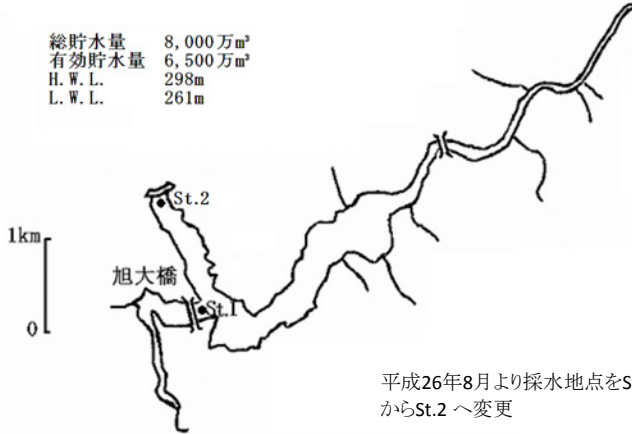 総貯水量 8,000万m³
有効貯水量 6,500万m³
H.W.L. 298m
L.W.L. 261m
St.2
1km
旭大橋
St.1
0
平成26年8月より採水地点をS
からSt.2 へ変更